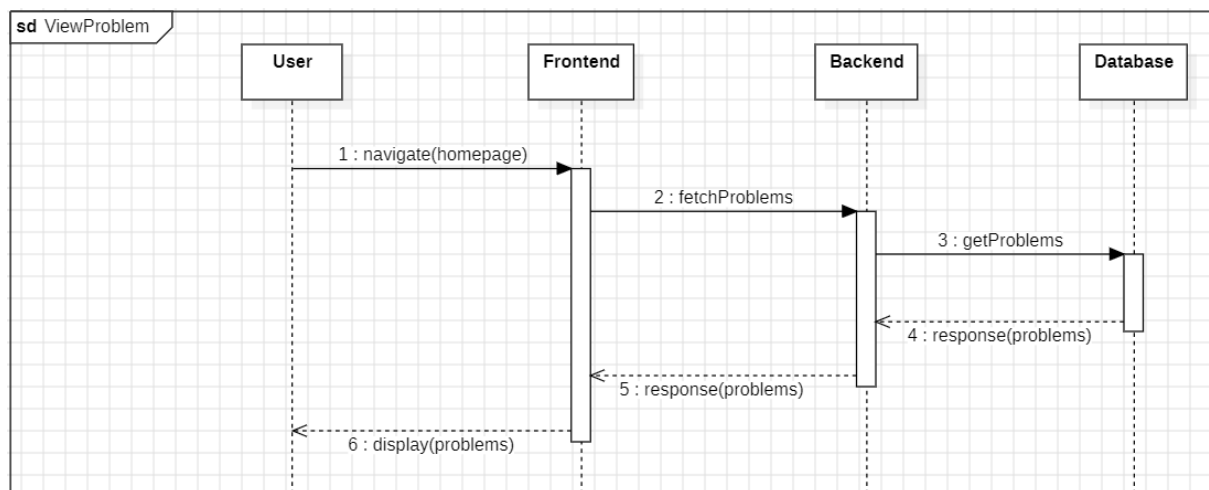 sd ViewProblem
User
Frontend
Backend
Database
1 : navigate(homepage)
2 : fetchProblems
3 : getProblems
4 : response(problems)
5 : response(problems)
6 : display(problems)